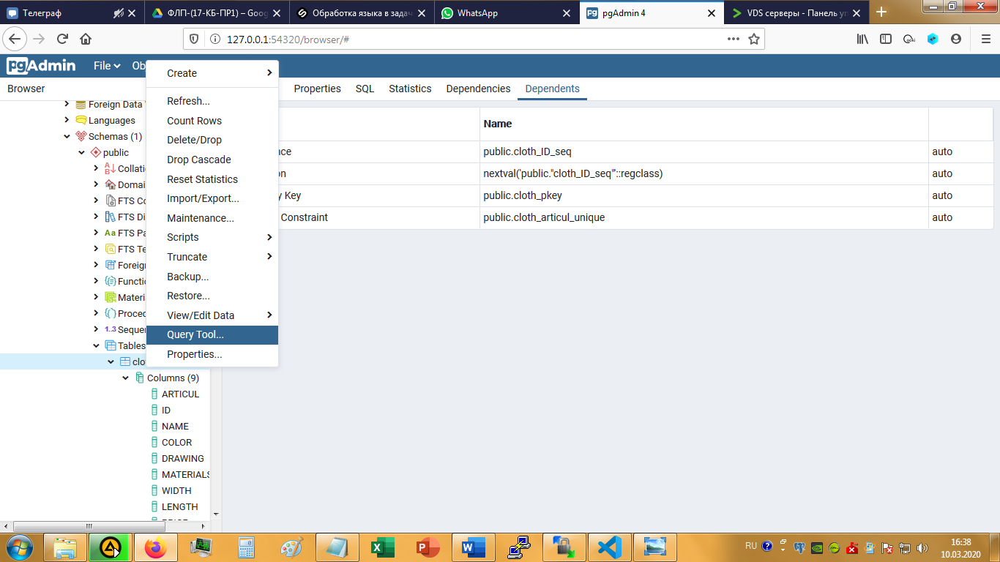 Телеграф
ФЛП-(17-КБ-ПР1) – Goog
Обработка языка в задач
WhatsApp
pgAdmin 4
VDS серверы - Панель уп
127.0.0.1:54320/browser/#
pgAdmin
File
Ob
Browser
Properties
SQL
Statistics
Dependencies
Dependents
Create
Refresh...
Count Rows
Delete/Drop
Drop Cascade
Reset Statistics
Import/Export...
Maintenance...
Scripts
Truncate
Backup...
Restore...
View/Edit Data
Query Tool...
Properties...
Foreign Data
Languages
Schemas (1)
public
Collati
Domai
FTS Co
FTS Di
FTS Pa
FTS Te
Foreig
Functi
Materi
Proced
1..3 Sequer
Tables
clo
Columns (9)
ARTICUL
ID
NAME
COLOR
DRAWING
MATERIALS
WIDTH
LENGTH
Name
nce public.cloth_ID_seq auto
on nextval('public."cloth_ID_seq"'::regclass) auto
y Key public.cloth_pkey auto
Constraint public.cloth_articul_unique auto
RU
16:38
10.03.2020